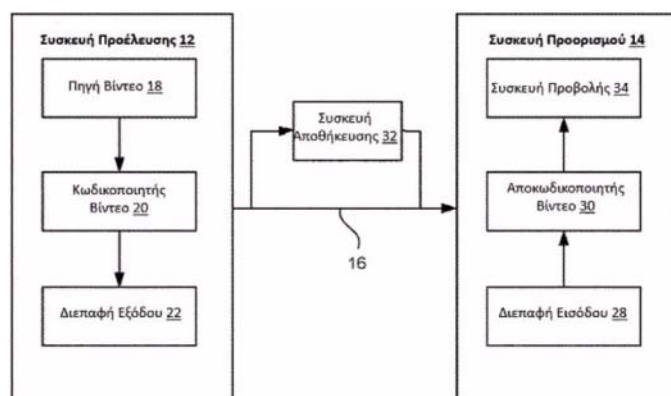 Συσκευή Προέλευσης 12
Πηγή Βίντεο 18
Κωδικοποιητής
Βίντεο 20
Διεπαφή Εξόδου 22
Συσκευή
Αποθήκευσης 32
16
Συσκευή Προορισμού 14
Συσκευή Προβολής 34
Αποκωδικοποιητής
Βίντεο 30
Διεπαφή Εισόδου 28